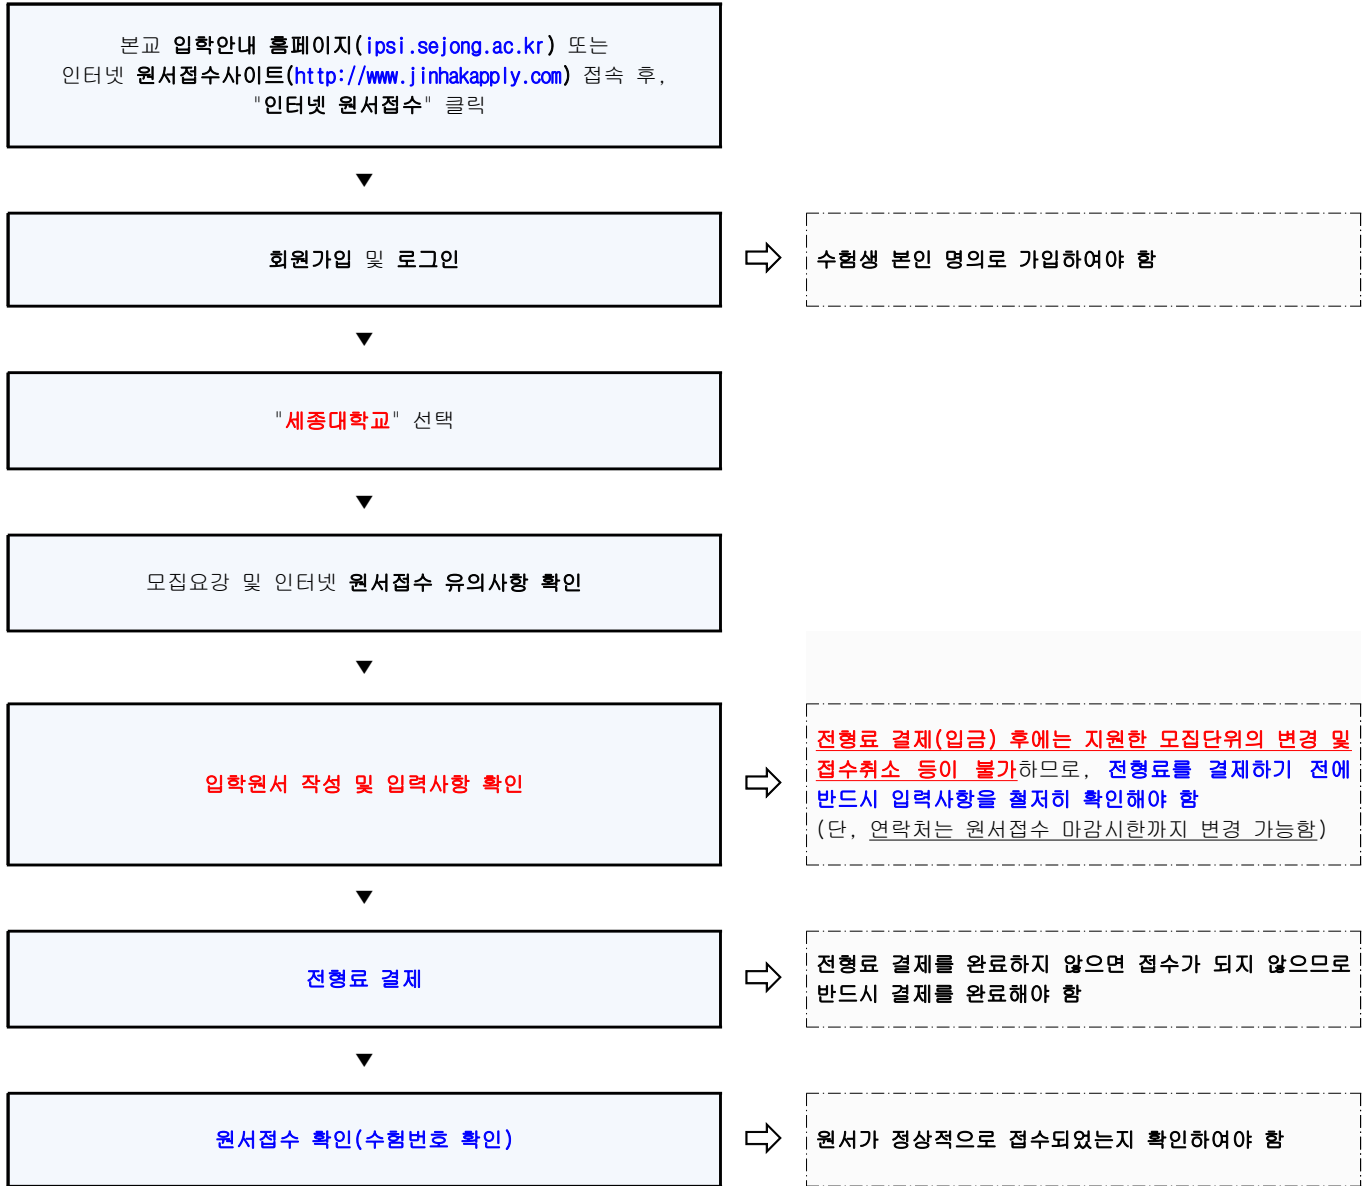 본교 입학안내 홈페이지(ipsi.sejong.ac.kr) 또는
인터넷 원서접수사이트(http://www.jinhakapply.com) 접속 후,
"인터넷 원서접수" 클릭
▼
회원가입 및 로그인
수험생 본인 명의로 가입하여야 함
▼
"세종대학교" 선택
▼
모집요강 및 인터넷 원서접수 유의사항 확인
▼
입학원서 작성 및 입력사항 확인
전형료 결제(입금) 후에는 지원한 모집단위의 변경 및
접수취소 등이 불가하므로, 전형료를 결제하기 전에
반드시 입력사항을 철저히 확인해야 함
(단, 연락처는 원서접수 마감시한까지 변경 가능함)
▼
전형료 결제
전형료 결제를 완료하지 않으면 접수가 되지 않으므로
반드시 결제를 완료해야 함
▼
원서접수 확인(수험번호 확인)
원서가 정상적으로 접수되었는지 확인하여야 함